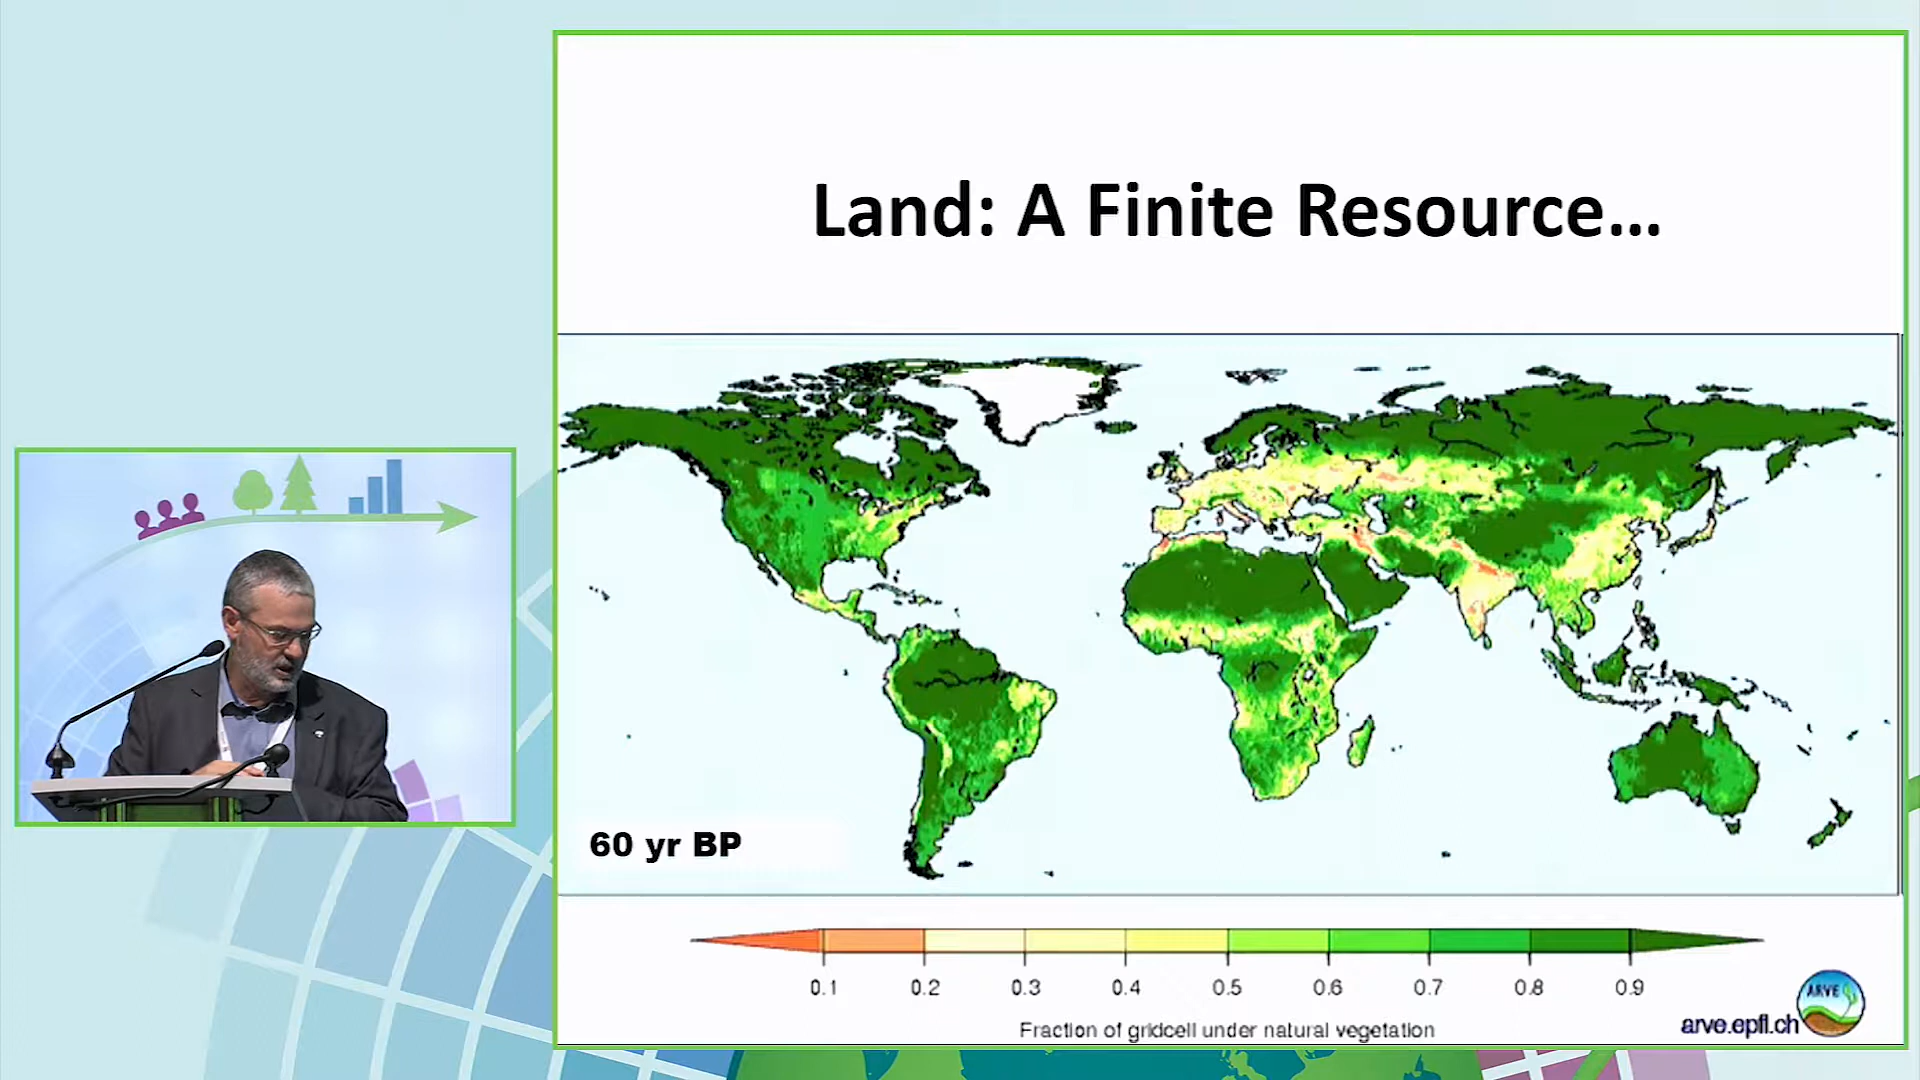 Land: A Finite Resource...
60 yr BP
0.1 0.2 0.3 0.4 0.5 0.6 0.7 0.8 0.9
Fraction of gridcell under natural vegetation
ARVE
arve.epfl.ch